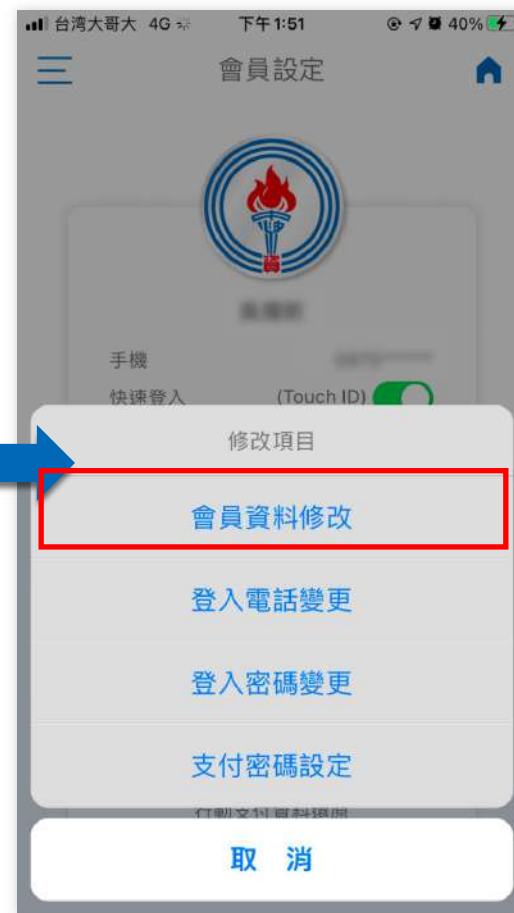 台湾大哥大 4G 下午1:51 40%
會員設定
手機
快速登入 (Touch ID)
修改項目
會員資料修改
登入電話變更
登入密碼變更
支付密碼設定
取 消